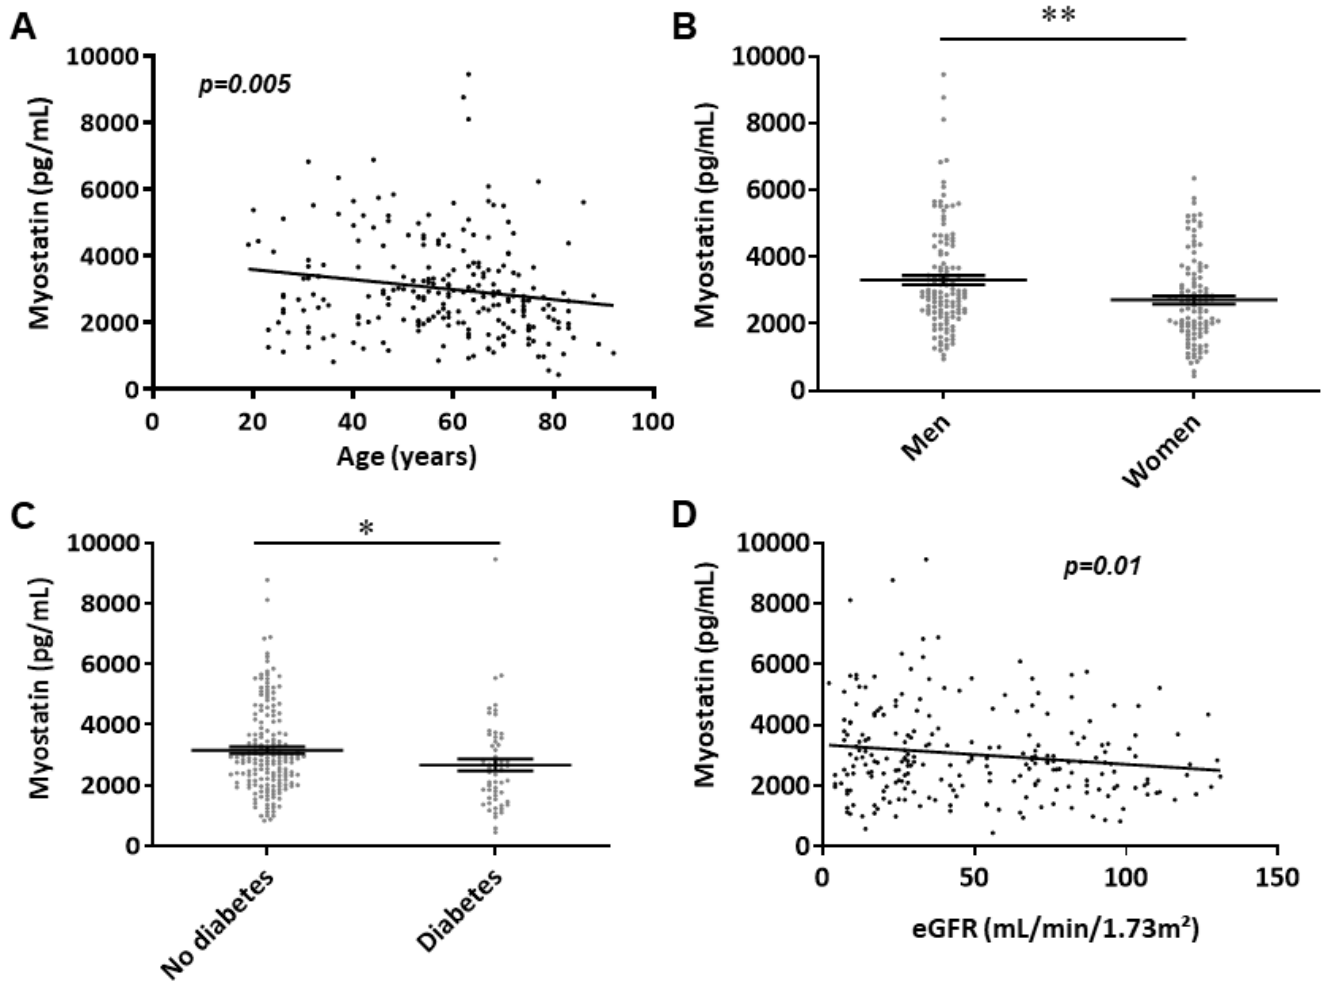 A
p=0.005
Myostatin (pg/mL)
10000
8000
6000
4000
2000
0
0 20 40 60 80 100
Age (years)
B
**
Myostatin (pg/mL)
10000
8000
6000
4000
2000
0
Men
Women
C
*
Myostatin (pg/mL)
10000
8000
6000
4000
2000
0
No diabetes
Diabetes
D
p=0.01
Myostatin (pg/mL)
10000
8000
6000
4000
2000
0
0 50 100 150
eGFR (mL/min/1.73m²)